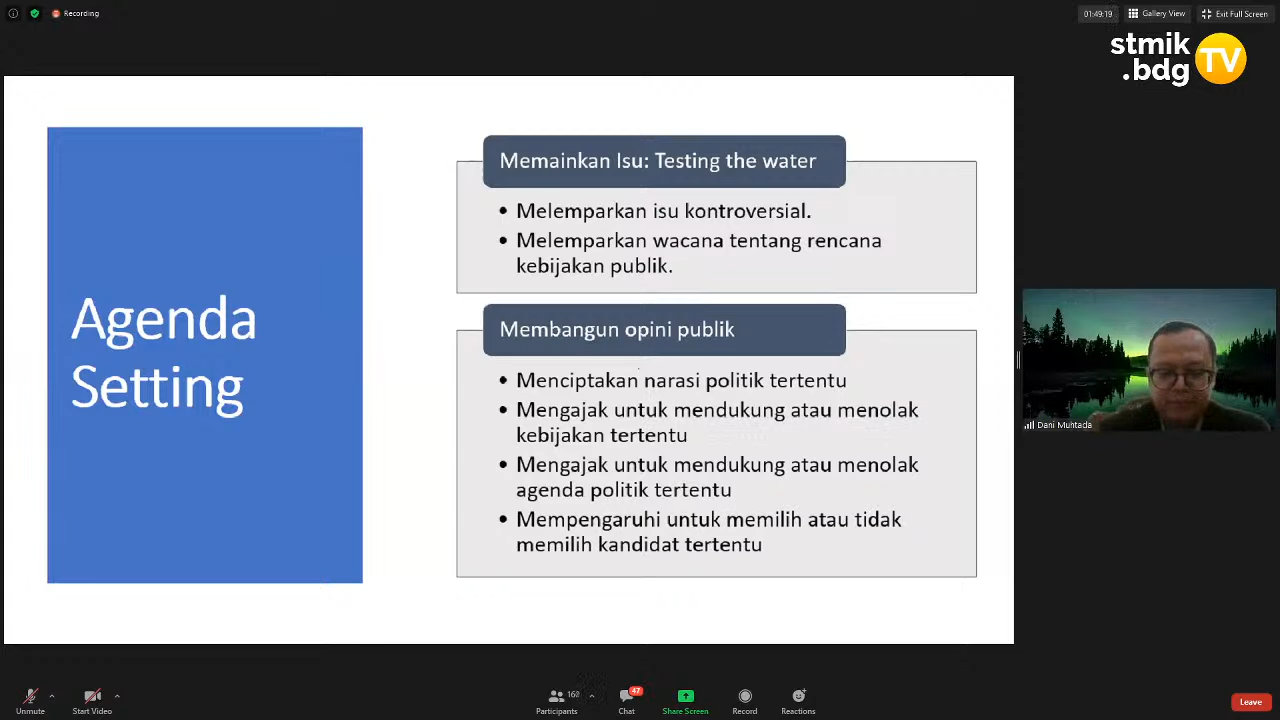 Recording
01:49:19
Gallery View
Exit Full Screen
stmik
.bdg
TV
Agenda
Setting
Memainkan Isu: Testing the water
• Melemparkan isu kontroversial.
• Melemparkan wacana tentang rencana
kebijakan publik.
Membangun opini publik
• Menciptakan narasi politik tertentu
• Mengajak untuk mendukung atau menolak
kebijakan tertentu
• Mengajak untuk mendukung atau menolak
agenda politik tertentu
• Mempengaruhi untuk memilih atau tidak
memilih kandidat tertentu
Dani Muhtada
Unmute
Start Video
160
Participants
47
Chat
Share Screen
Record
Reactions
Leave